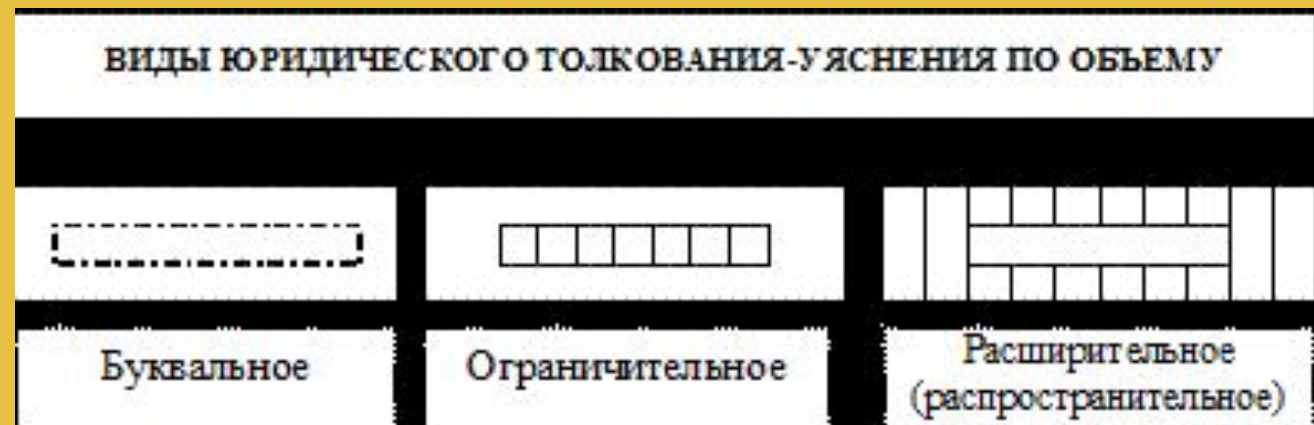 ВИДЫ ЮРИДИЧЕСКОГО ТОЛКОВАНИЯ-УЯСНЕНИЯ ПО ОБЪЕМУ
Буквальное
Ограничительное
Расширительное
(распространительное)